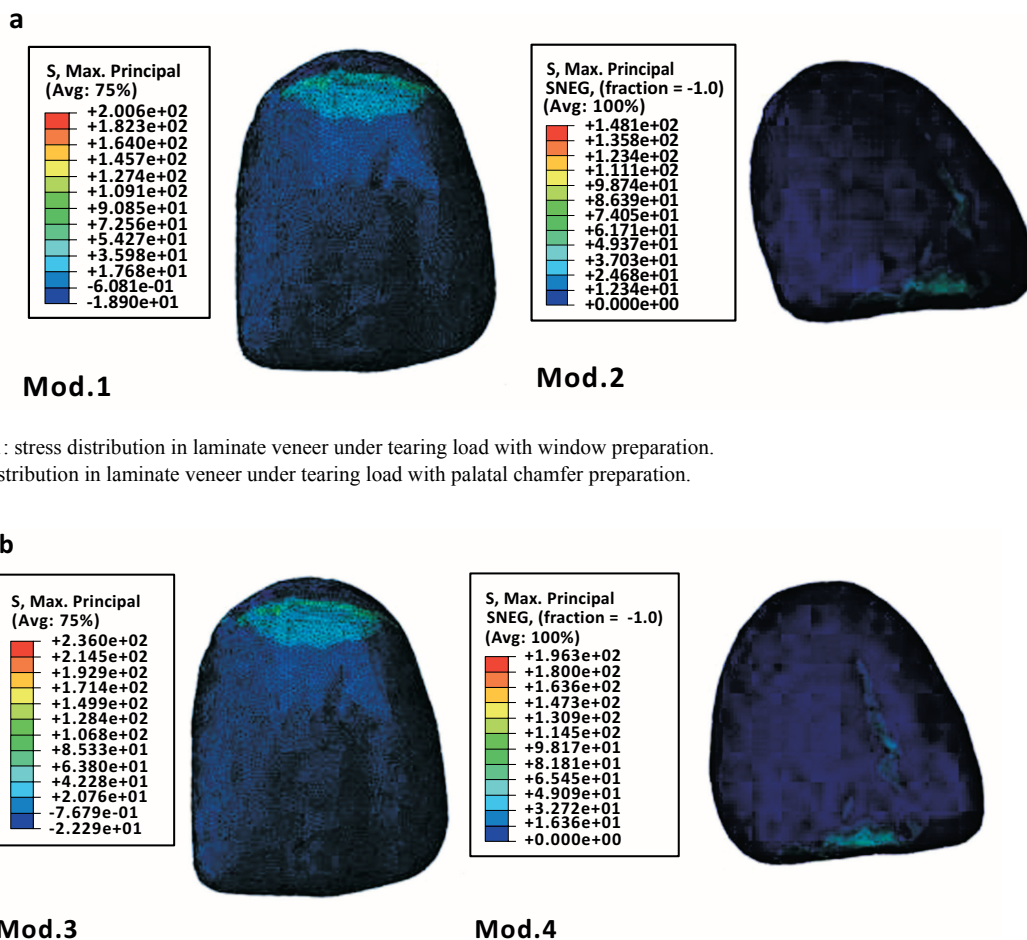 a
S, Max. Principal
(Avg: 75%)
+2.006e+02
+1.823e+02
+1.640e+02
+1.457e+02
+1.274e+02
+1.091e+02
+9.085e+01
+7.256e+01
+5.427e+01
+3.598e+01
+1.768e+01
-6.081e-01
-1.890e+01
Mod.1
S, Max. Principal
SNEG, (fraction = -1.0)
(Avg: 100%)
+1.481e+02
+1.358e+02
+1.234e+02
+1.111e+02
+9.874e+01
+8.639e+01
+7.405e+01
+6.171e+01
+4.937e+01
+3.703e+01
+2.468e+01
+1.234e+01
+0.000e+00
Mod.2
: stress distribution in laminate veneer under tearing load with window preparation.
stribution in laminate veneer under tearing load with palatal chamfer preparation.
b
S, Max. Principal
(Avg: 75%)
+2.360e+02
+2.145e+02
+1.929e+02
+1.714e+02
+1.499e+02
+1.284e+02
+1.068e+02
+8.533e+01
+6.380e+01
+4.228e+01
+2.076e+01
-7.679e-01
-2.229e+01
Mod.3
S, Max. Principal
SNEG, (fraction = -1.0)
(Avg: 100%)
+1.963e+02
+1.800e+02
+1.636e+02
+1.473e+02
+1.309e+02
+1.145e+02
+9.817e+01
+8.181e+01
+6.545e+01
+4.909e+01
+3.272e+01
+1.636e+01
+0.000e+00
Mod.4